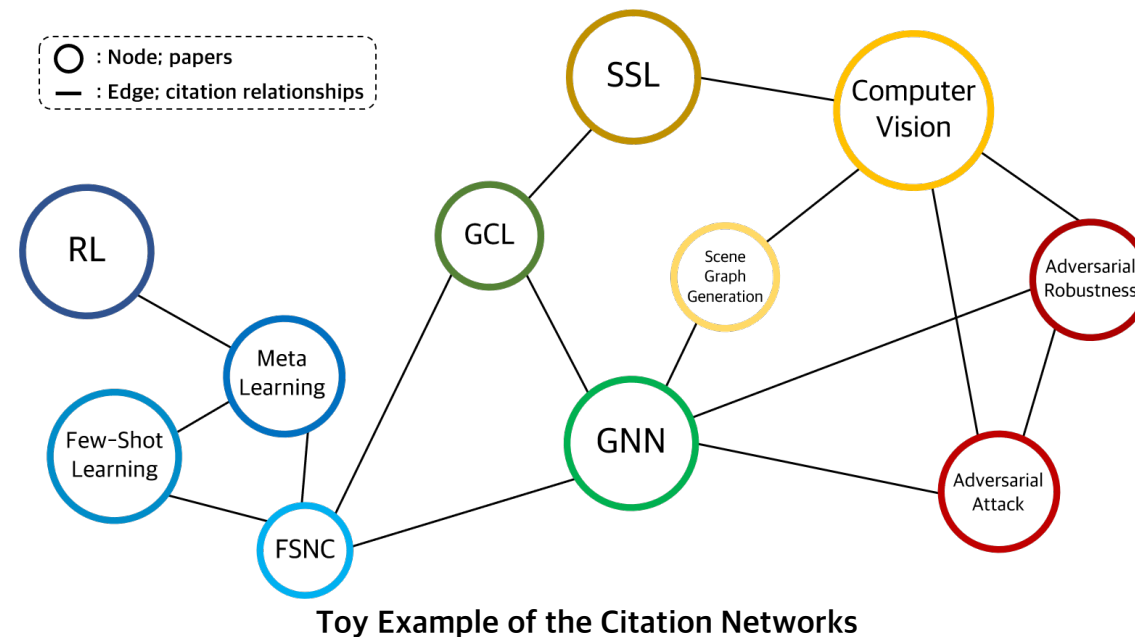 : Node; papers
: Edge; citation relationships
SSL
Computer
Vision
RL
GCL
Scene
Graph
Generation
Adversarial
Robustness
Meta
Learning
Few-Shot
Learning
GNN
Adversarial
Attack
FSNC
Toy Example of the Citation Networks